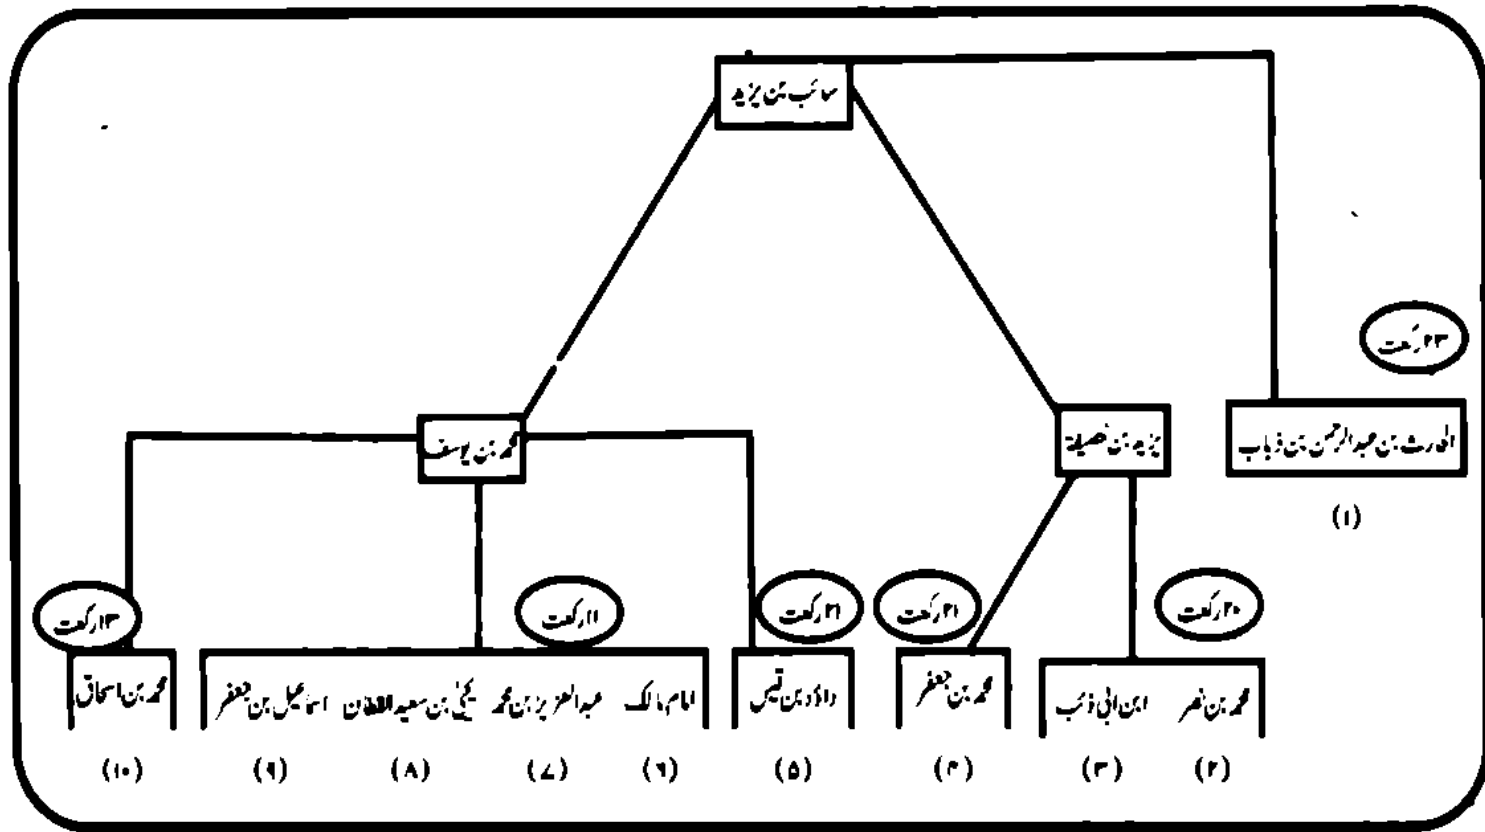 سائب بن یزید
۲۳ رکعت
محمد بن یوسف
یزید بن خصیفۃ
الحارث بن عبدالرحمن بن ذباب
(۱)
۲۰ رکعت
۲۱ رکعت
۲۱ رکعت
۱۱ رکعت
۱۳ رکعت
محمد بن نصر
ابن ابی ذئب
محمد بن جعفر
داؤد بن قیس
امام مالک
عبدالعزیز بن محمد
یحییٰ بن سعید القطان
اسماعیل بن جعفر
محمد بن اسحاق
(۲)
(۳)
(۴)
(۵)
(۶)
(۷)
(۸)
(۹)
(۱۰)